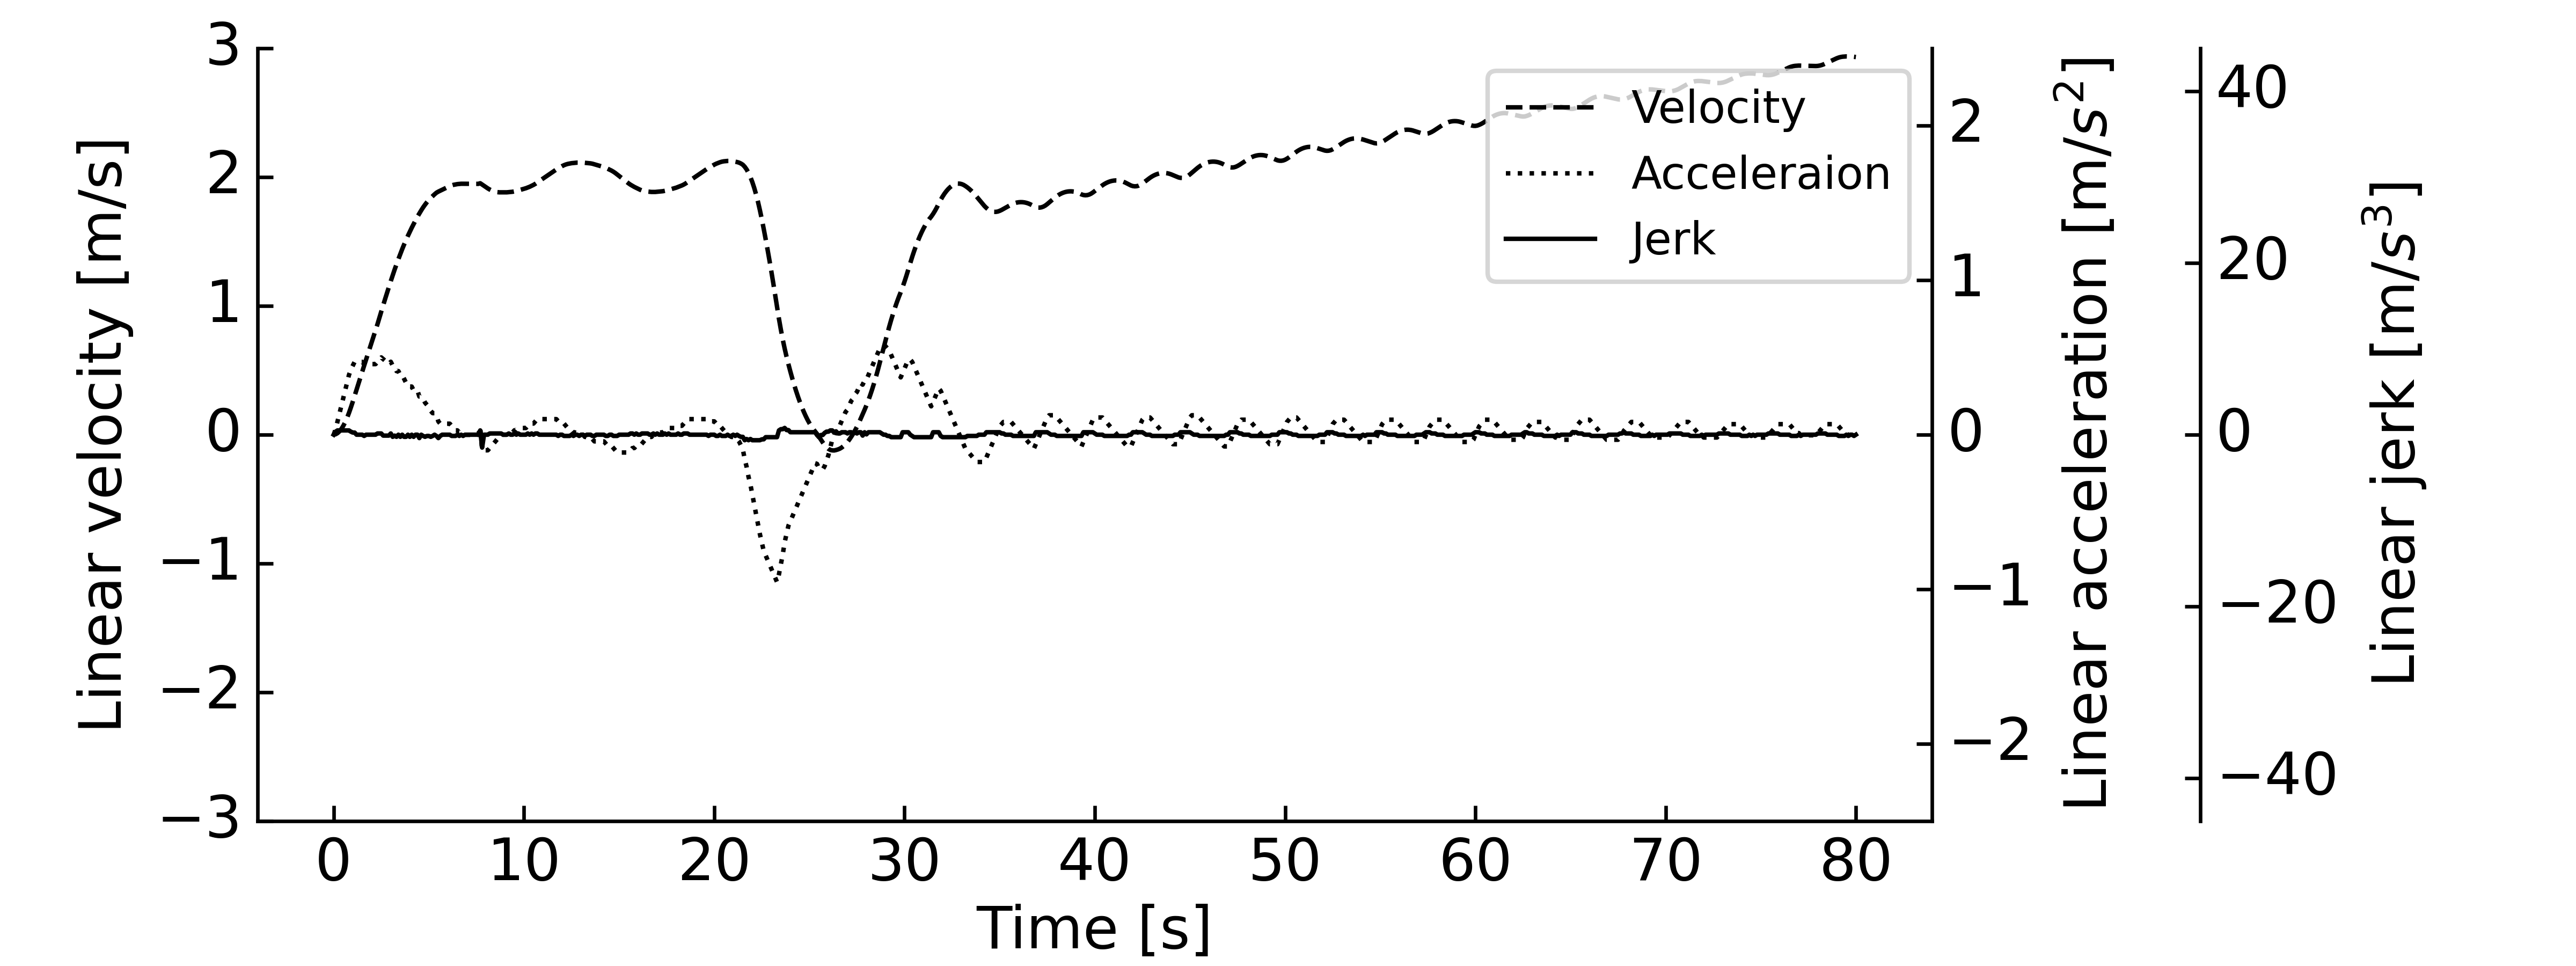 Linear velocity [m/s]
3
2
1
0
−1
−2
−3
0 10 20 30 40 50 60 70 80
Time [s]
Velocity
Acceleraion
Jerk
2
1
0
−1
−2
Linear acceleration [m/s²]
40
20
0
−20
−40
Linear jerk [m/s³]